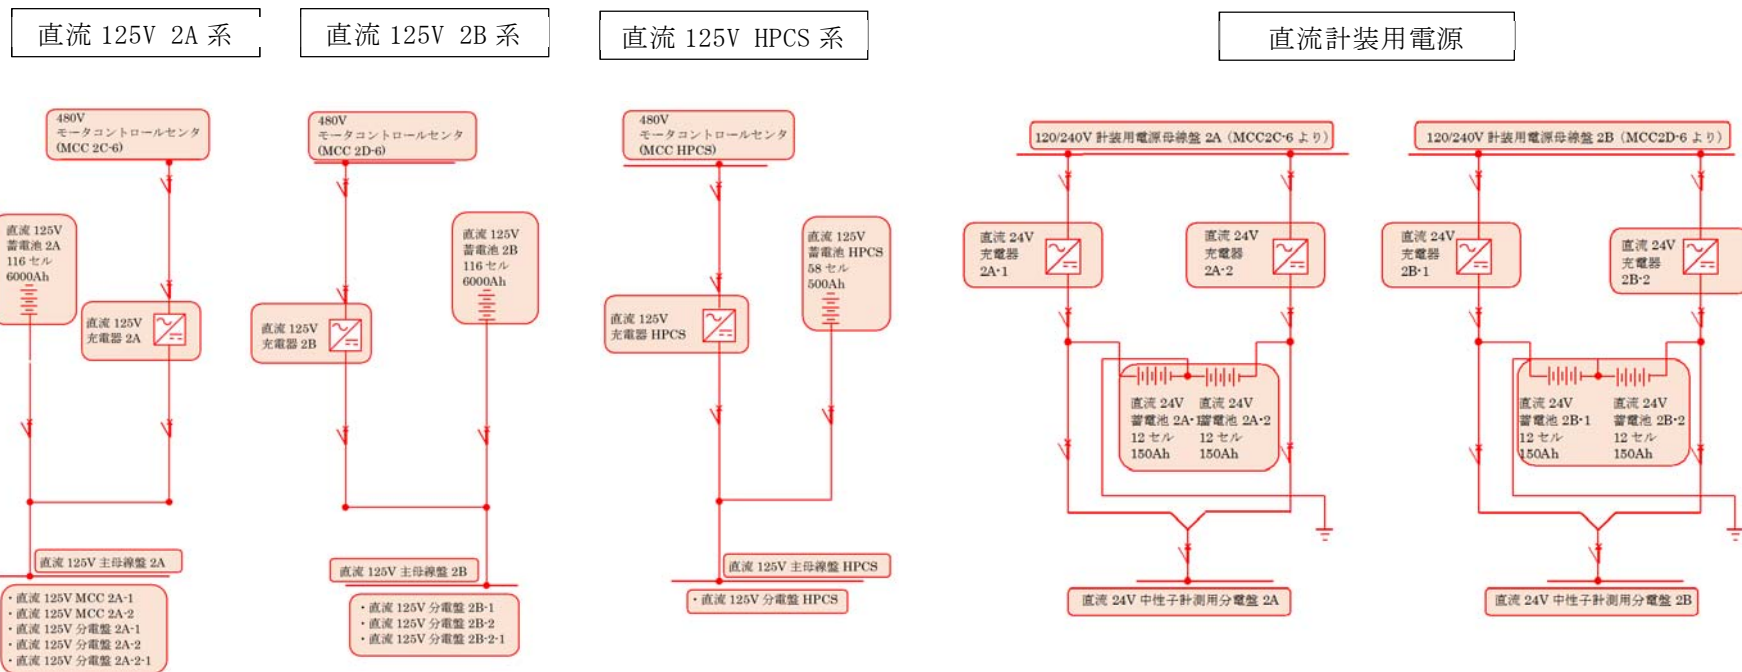 直流 125V 2A 系
直流 125V 2B 系
直流 125V HPCS 系
直流計装用電源
480V
モータコントロールセンタ
(MCC 2C-6)
直流 125V
蓄電池 2A
116 セル
6000Ah
直流 125V
充電器 2A
直流 125V 主母線盤 2A
・直流 125V MCC 2A-1
・直流 125V MCC 2A-2
・直流 125V 分電盤 2A-1
・直流 125V 分電盤 2A-2
・直流 125V 分電盤 2A-2-1
480V
モータコントロールセンタ
(MCC 2D-6)
直流 125V
蓄電池 2B
116 セル
6000Ah
直流 125V
充電器 2B
直流 125V 主母線盤 2B
・直流 125V 分電盤 2B-1
・直流 125V 分電盤 2B-2
・直流 125V 分電盤 2B-2-1
480V
モータコントロールセンタ
(MCC HPCS)
直流 125V
蓄電池 HPCS
58 セル
500Ah
直流 125V
充電器 HPCS
直流 125V 主母線盤 HPCS
・直流 125V 分電盤 HPCS
120/240V 計装用電源母線盤 2A（MCC2C-6 より）
直流 24V
充電器
2A-1
直流 24V
充電器
2A-2
直流 24V
蓄電池 2A-1
12 セル
150Ah
直流 24V
蓄電池 2A-2
12 セル
150Ah
直流 24V 中性子計測用分電盤 2A
120/240V 計装用電源母線盤 2B（MCC2D-6 より）
直流 24V
充電器
2B-1
直流 24V
充電器
2B-2
直流 24V
蓄電池 2B-1
12 セル
150Ah
直流 24V
蓄電池 2B-2
12 セル
150Ah
直流 24V 中性子計測用分電盤 2B